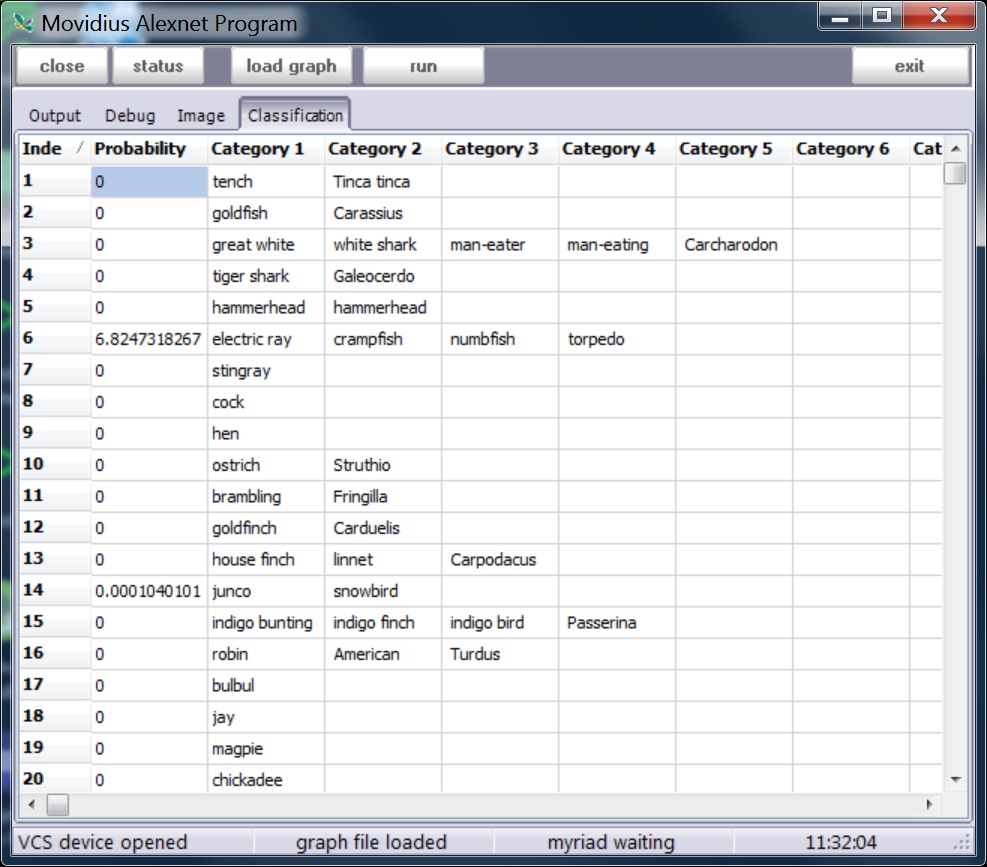 Movidius Alexnet Program
close status load graph run exit
Output Debug Image Classification
Inde Probability Category 1 Category 2 Category 3 Category 4 Category 5 Category 6 Cat
1 0 tench Tinca tinca
2 0 goldfish Carassius
3 0 great white white shark man-eater man-eating Carcharodon
4 0 tiger shark Galeocerdo
5 0 hammerhead hammerhead
6 6.8247318267 electric ray crampfish numbfish torpedo
7 0 stingray
8 0 cock
9 0 hen
10 0 ostrich Struthio
11 0 brambling Fringilla
12 0 goldfinch Carduelis
13 0 house finch linnet Carpodacus
14 0.0001040101 junco snowbird
15 0 indigo bunting indigo finch indigo bird Passerina
16 0 robin American Turdus
17 0 bulbul
18 0 jay
19 0 magpie
20 0 chickadee
VCS device opened graph file loaded myriad waiting 11:32:04